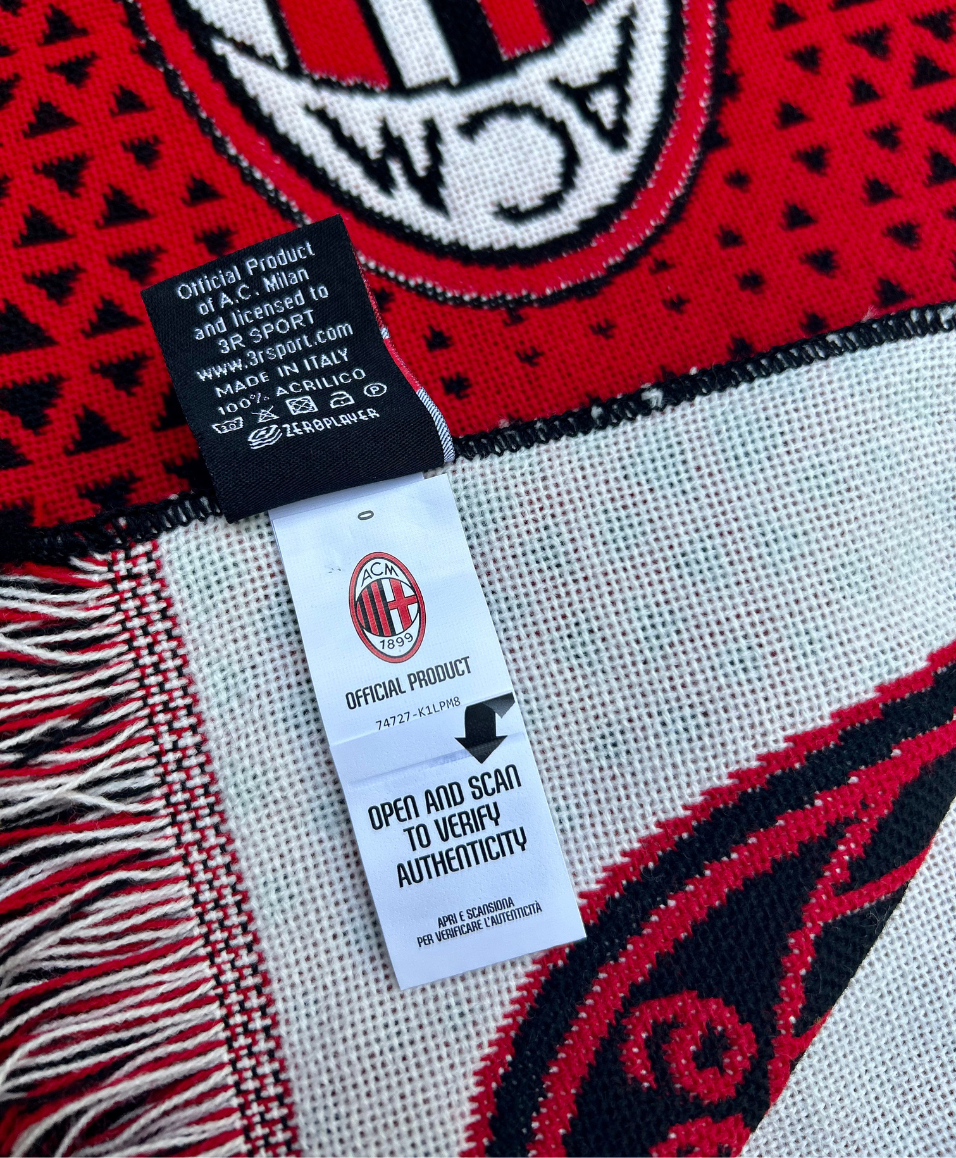 ACM
Official Product
of A.C. Milan
and licensed to
3R SPORT
www.3rsport.com
MADE IN ITALY
100% ACRILICO
P
ZEROPLAYER
ACM
1899
OFFICIAL PRODUCT
74727-K1LPM8
OPEN AND SCAN
TO VERIFY
AUTHENTICITY
APRI E SCANSIONA
PER VERIFICARE L'AUTENTICITÀ